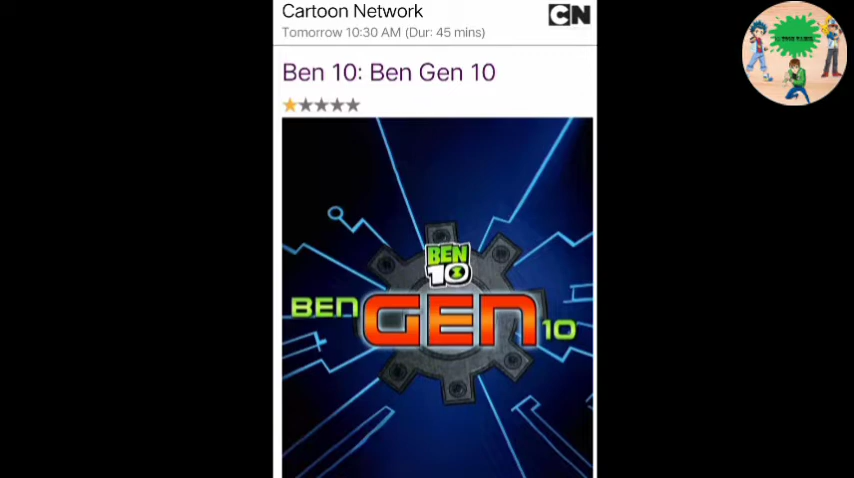 Cartoon Network
CN
Tomorrow 10:30 AM (Dur: 45 mins)
Ben 10: Ben Gen 10
BEN
10
BEN GEN 10